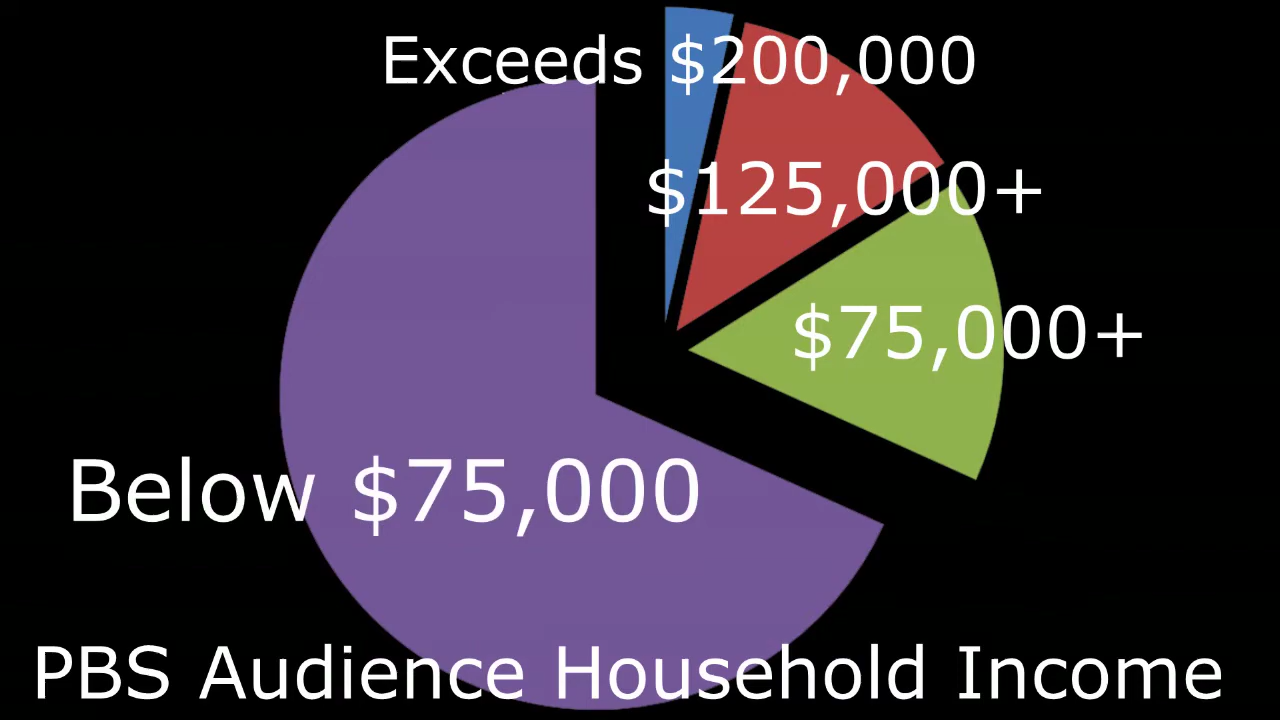 Exceeds $200,000
$125,000+
$75,000+
Below $75,000
PBS Audience Household Income